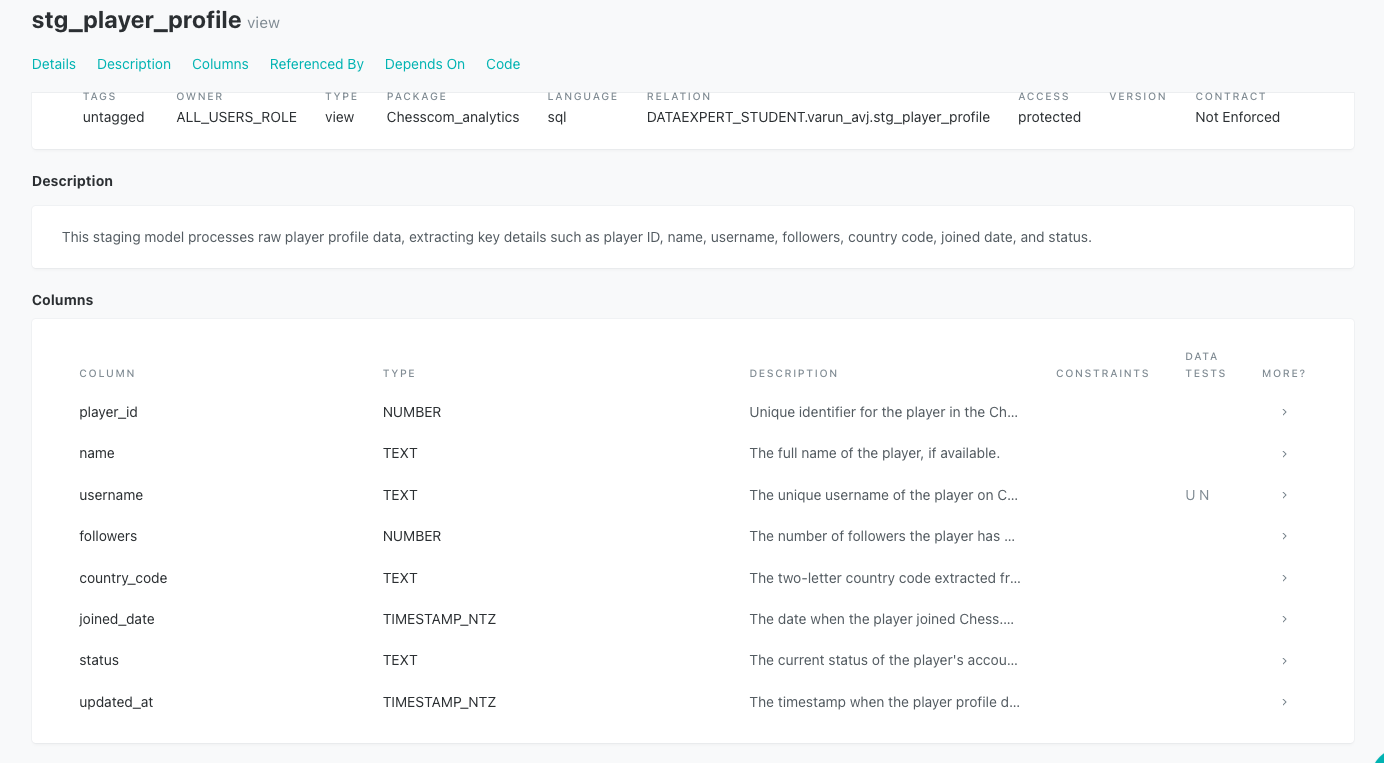 stg_player_profile view
Details Description Columns Referenced By Depends On Code
TAGS OWNER TYPE PACKAGE LANGUAGE RELATION ACCESS VERSION CONTRACT
untagged ALL_USERS_ROLE view Chesscom_analytics sql DATAEXPERT_STUDENT.varun_avj.stg_player_profile protected Not Enforced
Description
This staging model processes raw player profile data, extracting key details such as player ID, name, username, followers, country code, joined date, and status.
Columns
COLUMN TYPE DESCRIPTION CONSTRAINTS DATA TESTS MORE?
player_id NUMBER Unique identifier for the player in the Ch...
name TEXT The full name of the player, if available.
username TEXT The unique username of the player on C... U N
followers NUMBER The number of followers the player has ...
country_code TEXT The two-letter country code extracted fr...
joined_date TIMESTAMP_NTZ The date when the player joined Chess....
status TEXT The current status of the player's accou...
updated_at TIMESTAMP_NTZ The timestamp when the player profile d...